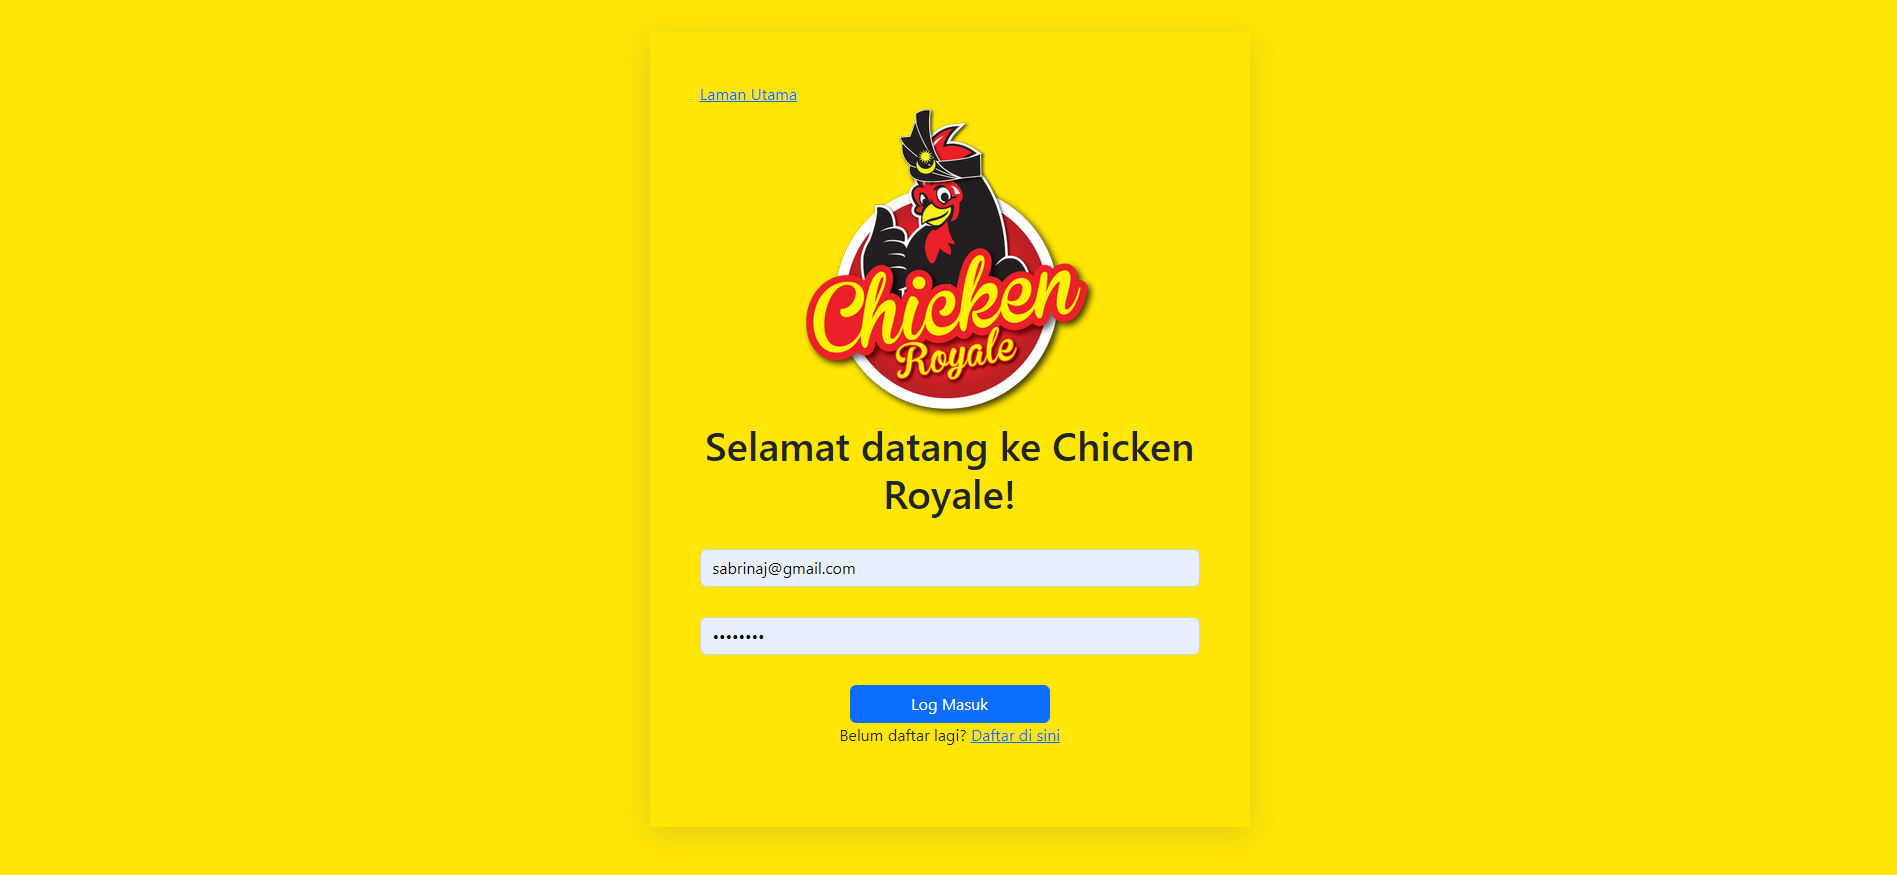 Laman Utama
Chicken
Royale
Selamat datang ke Chicken
Royale!
sabrinaj@gmail.com
••••••••
Log Masuk
Belum daftar lagi? Daftar di sini